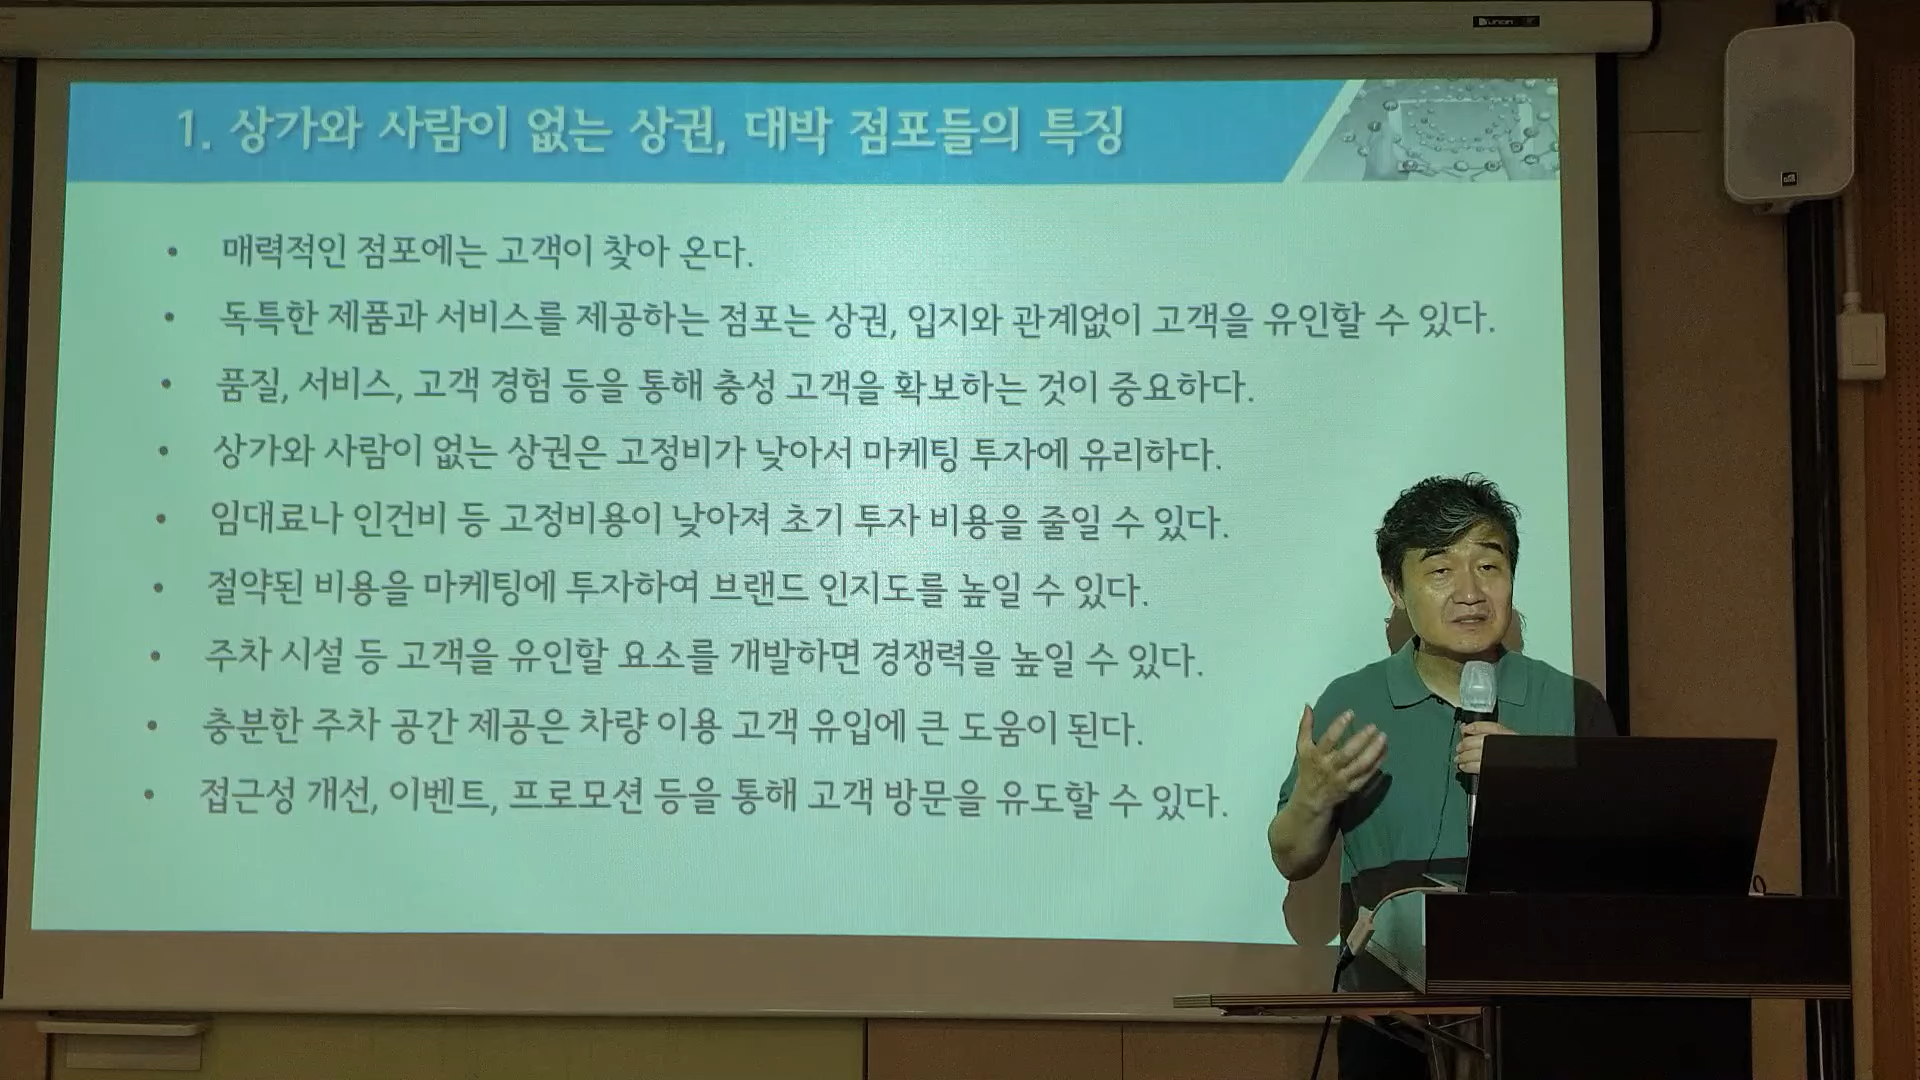 1. 상가와 사람이 없는 상권, 대박 점포들의 특징
• 매력적인 점포에는 고객이 찾아 온다.
• 독특한 제품과 서비스를 제공하는 점포는 상권, 입지와 관계없이 고객을 유인할 수 있다.
• 품질, 서비스, 고객 경험 등을 통해 충성 고객을 확보하는 것이 중요하다.
• 상가와 사람이 없는 상권은 고정비가 낮아서 마케팅 투자에 유리하다.
• 임대료나 인건비 등 고정비용이 낮아져 초기 투자 비용을 줄일 수 있다.
• 절약된 비용을 마케팅에 투자하여 브랜드 인지도를 높일 수 있다.
• 주차 시설 등 고객을 유인할 요소를 개발하면 경쟁력을 높일 수 있다.
• 충분한 주차 공간 제공은 차량 이용 고객 유입에 큰 도움이 된다.
• 접근성 개선, 이벤트, 프로모션 등을 통해 고객 방문을 유도할 수 있다.